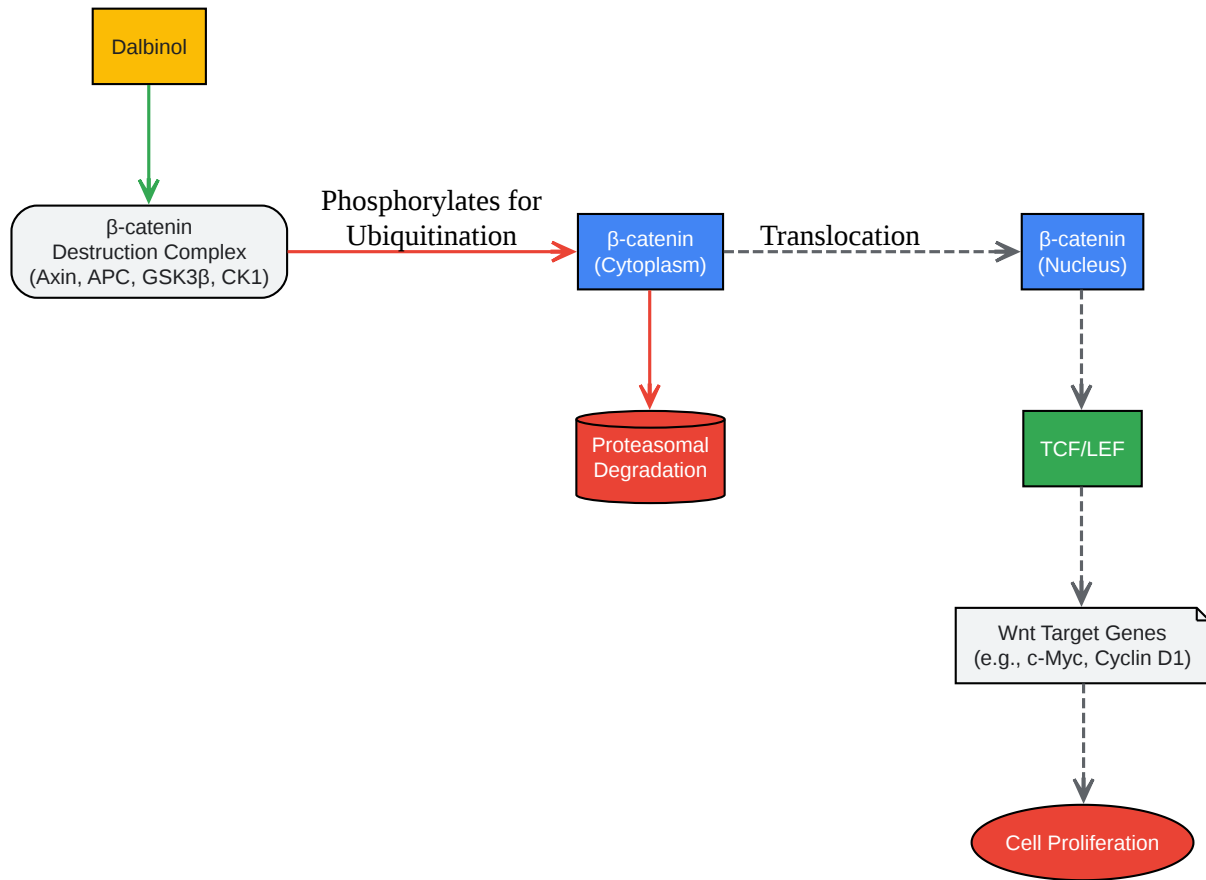 Dalbinol
β-catenin
Destruction Complex
(Axin, APC, GSK3β, CK1)
Phosphorylates for
Ubiquitination
β-catenin
(Cytoplasm)
Translocation
β-catenin
(Nucleus)
Proteasomal
Degradation
TCF/LEF
Wnt Target Genes
(e.g., c-Myc, Cyclin D1)
Cell Proliferation